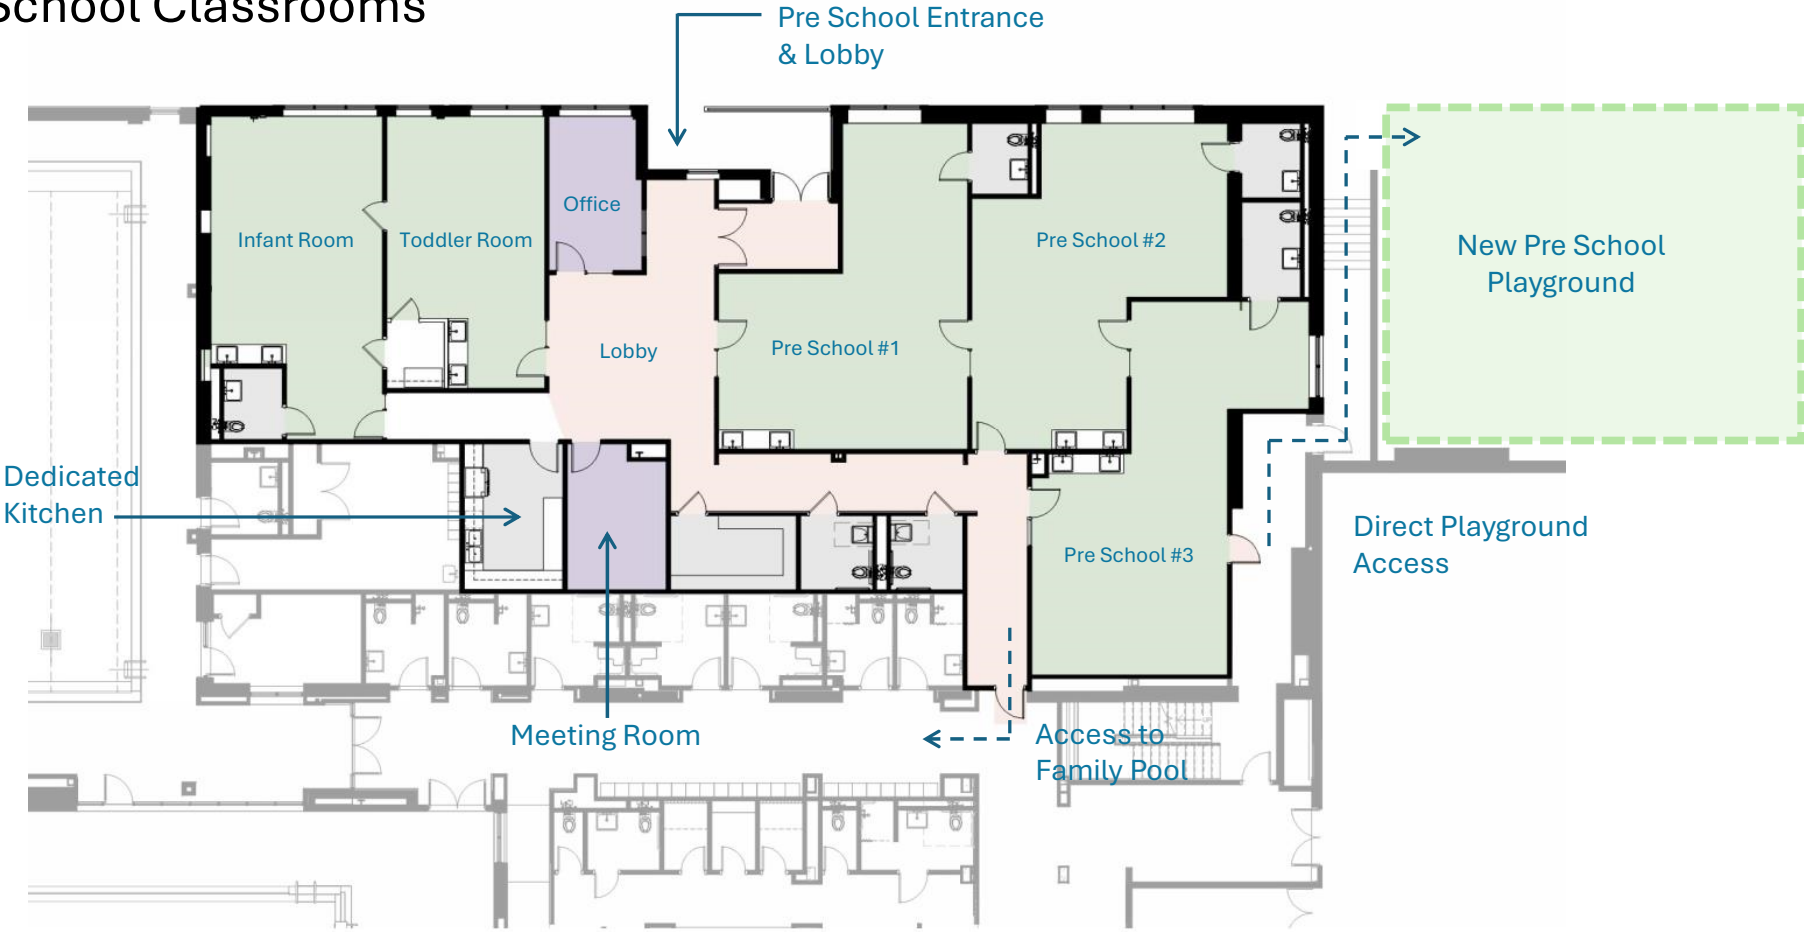 School Classrooms
Pre School Entrance
& Lobby
Office
Infant Room
Toddler Room
Pre School #2
New Pre School
Playground
Lobby
Pre School #1
Dedicated
Kitchen
Pre School #3
Direct Playground
Access
Meeting Room
Access to
Family Pool